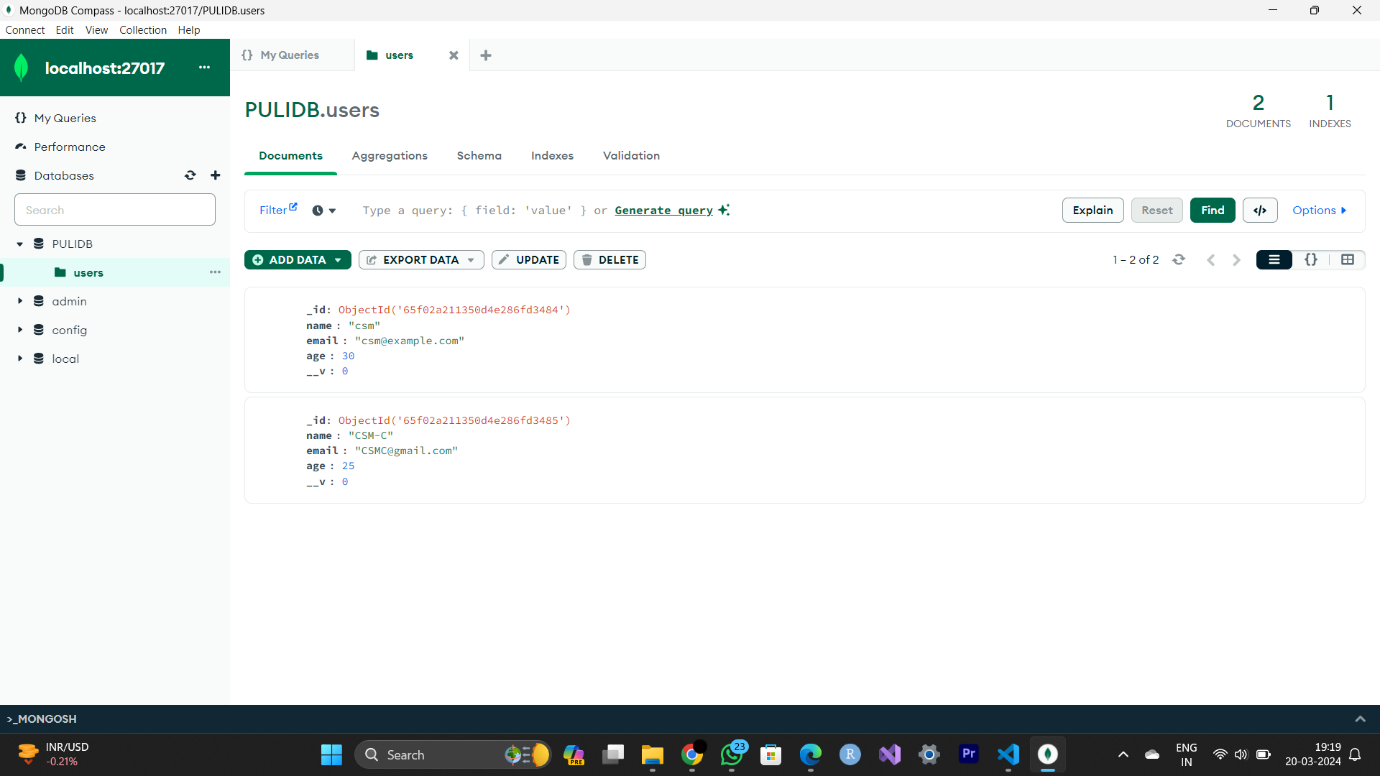 MongoDB Compass - localhost:27017/PULIDB.users
Connect Edit View Collection Help
localhost:27017 ...
{} My Queries
users
{} My Queries
Performance
Databases
Search
PULIDB
users ...
admin
config
local
PULIDB.users
2 DOCUMENTS
1 INDEXES
Documents Aggregations Schema Indexes Validation
Filter Type a query: { field: 'value' } or Generate query Explain Reset Find </> Options
ADD DATA EXPORT DATA UPDATE DELETE 1 – 2 of 2 {}
_id: ObjectId('65f02a211350d4e286fd3484')
name : "csm"
email : "csm@example.com"
age : 30
__v : 0
_id: ObjectId('65f02a211350d4e286fd3485')
name : "CSM-C"
email : "CSMC@gmail.com"
age : 25
__v : 0
>_MONGOSH
INR/USD
-0.21%
Search
PRE
23
R
Pr
ENG
IN
19:19
20-03-2024